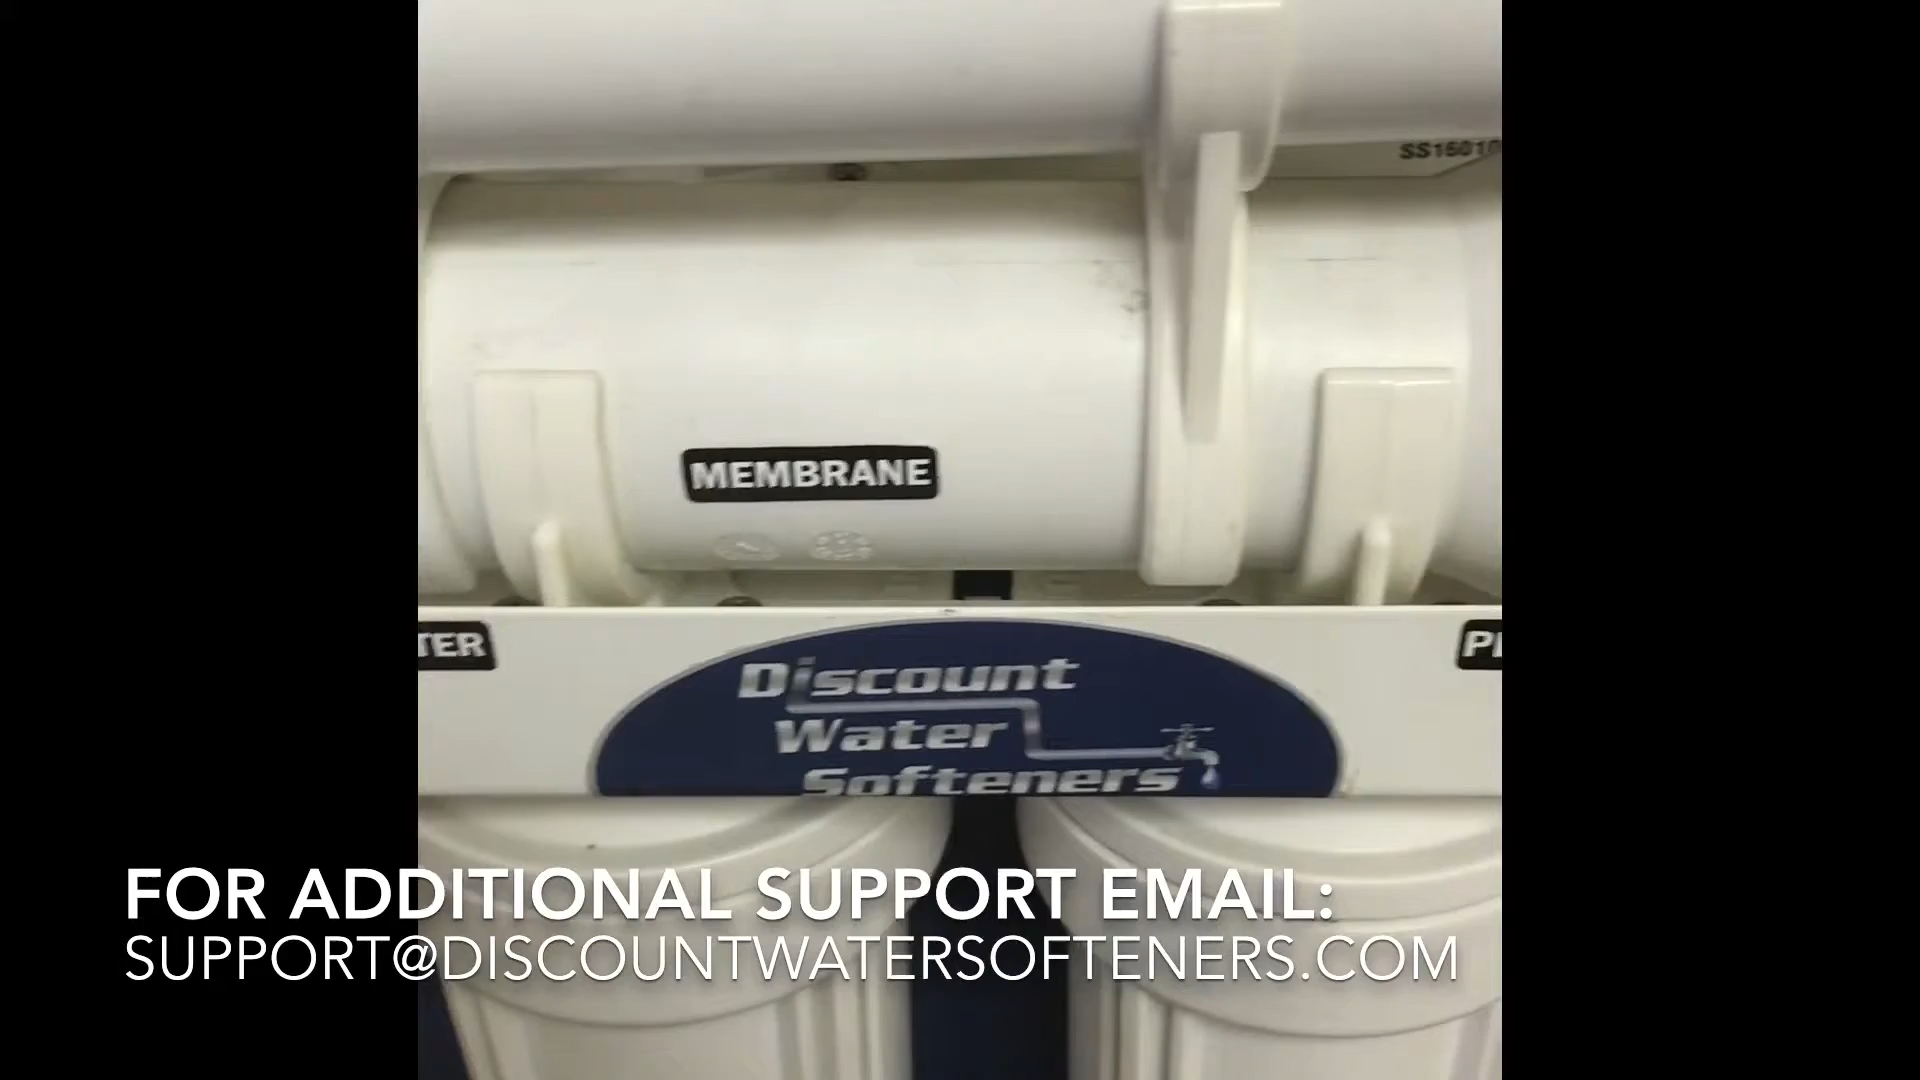 MEMBRANE
Discount
Water
Softeners
FOR ADDITIONAL SUPPORT EMAIL:
SUPPORT@DISCOUNTWATERSOFTENERS.COM